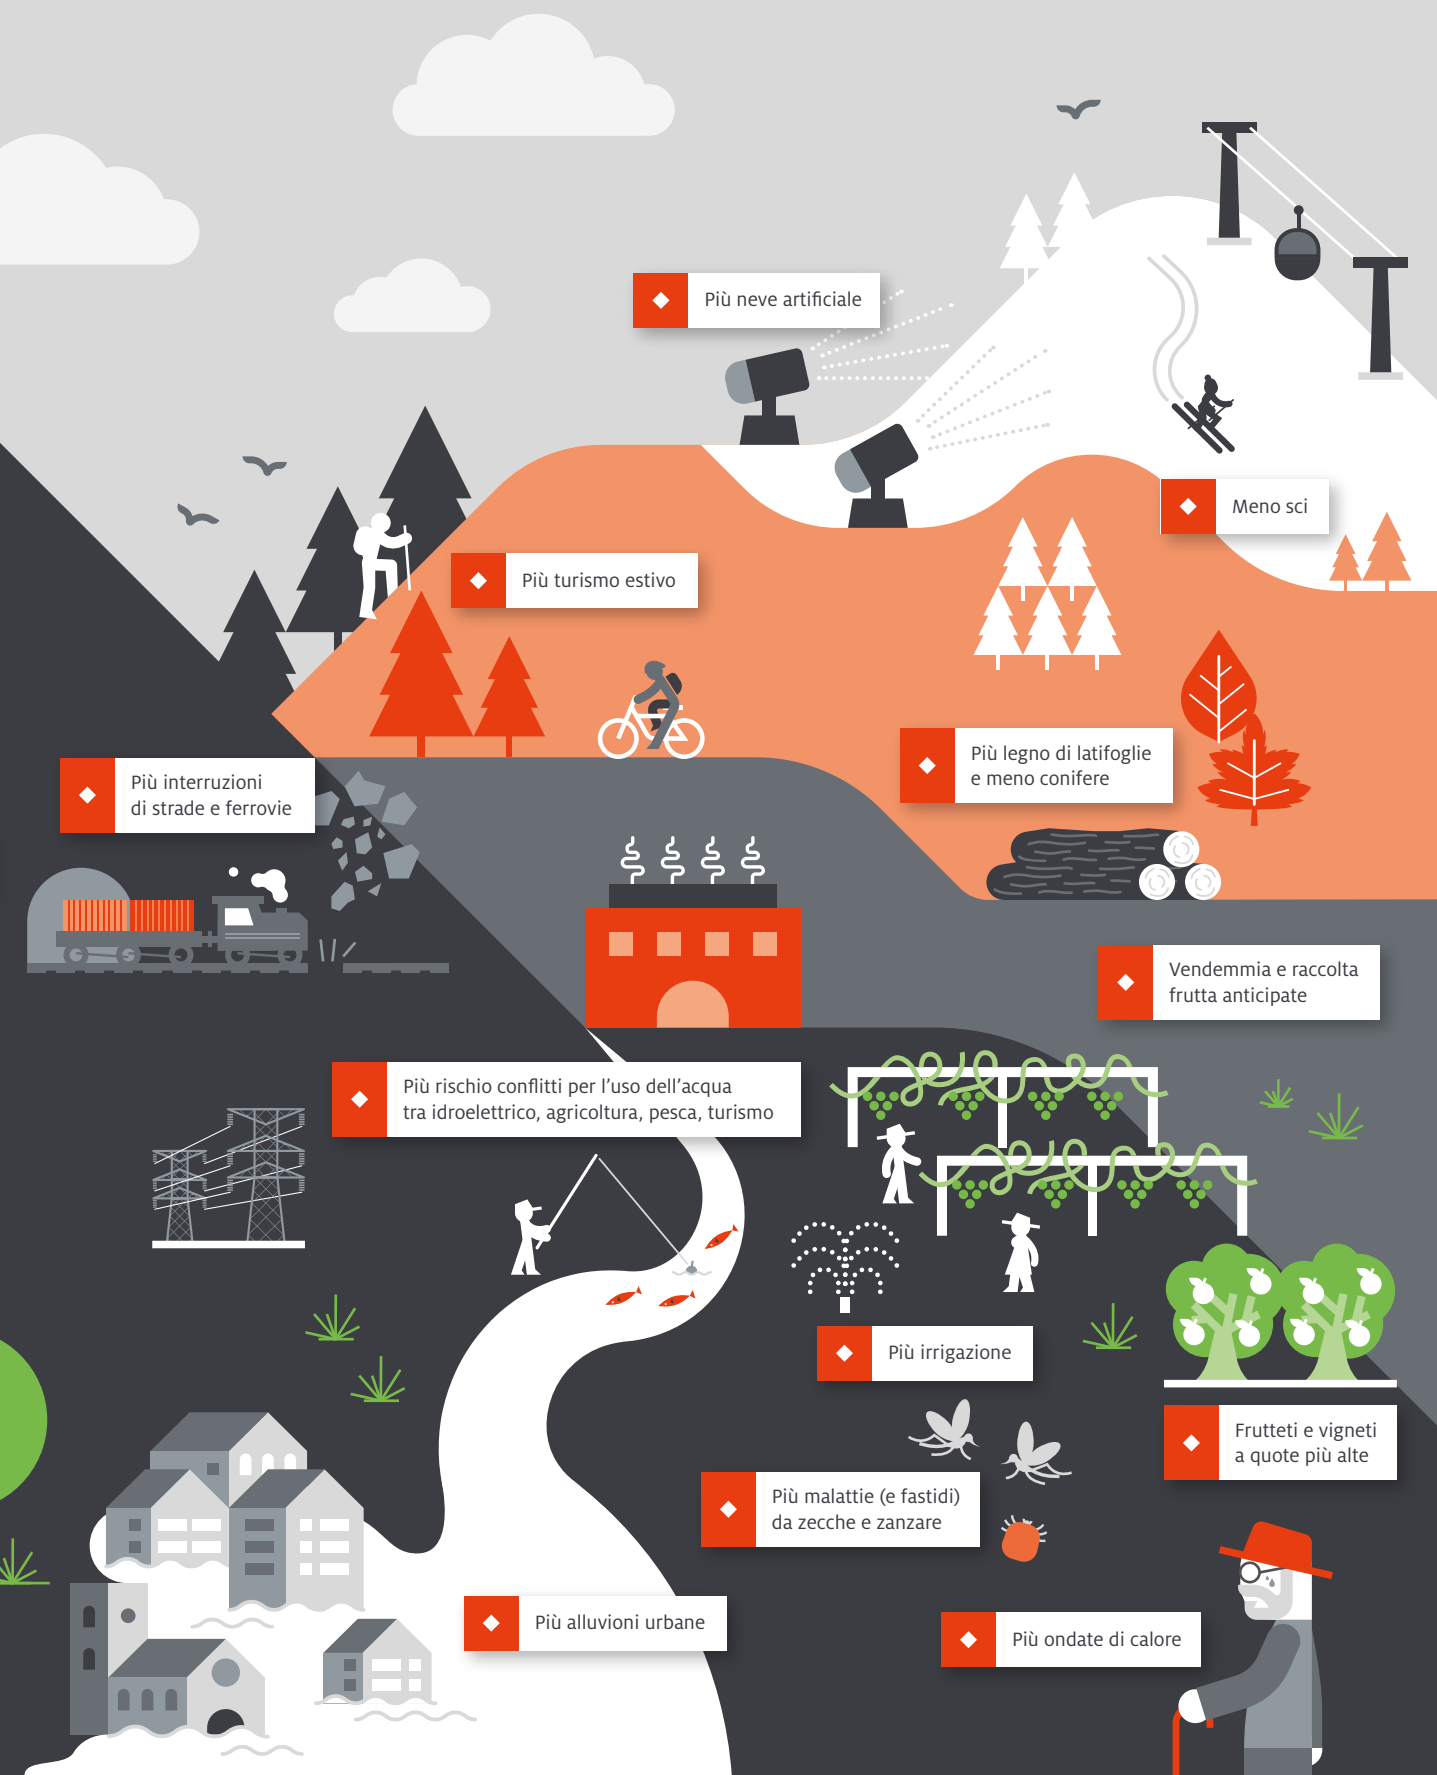 Più neve artificiale
Meno sci
Più turismo estivo
Più legno di latifoglie
e meno conifere
Più interruzioni
di strade e ferrovie
Vendemmia e raccolta
frutta anticipate
Più rischio conflitti per l’uso dell’acqua
tra idroelettrico, agricoltura, pesca, turismo
Più irrigazione
Frutteti e vigneti
a quote più alte
Più malattie (e fastidi)
da zecche e zanzare
Più alluvioni urbane
Più ondate di calore